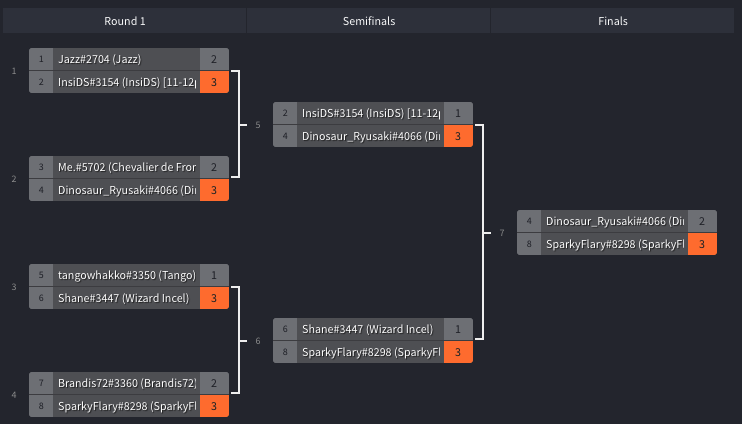 Round 1
Semifinals
Finals
1
1 Jazz#2704 (Jazz) 2
2 InsiDS#3154 (InsiDS) [11-12p 3
2
3 Me.#5702 (Chevalier de Fror 2
4 Dinosaur_Ryusaki#4066 (Di 3
3
5 tangowhakko#3350 (Tango) 1
6 Shane#3447 (Wizard Incel) 3
4
7 Brandis72#3360 (Brandis72) 2
8 SparkyFlary#8298 (SparkyFl 3
5
2 InsiDS#3154 (InsiDS) [11-12p 1
4 Dinosaur_Ryusaki#4066 (Di 3
6
6 Shane#3447 (Wizard Incel) 1
8 SparkyFlary#8298 (SparkyFl 3
7
4 Dinosaur_Ryusaki#4066 (Di 2
8 SparkyFlary#8298 (SparkyFl 3